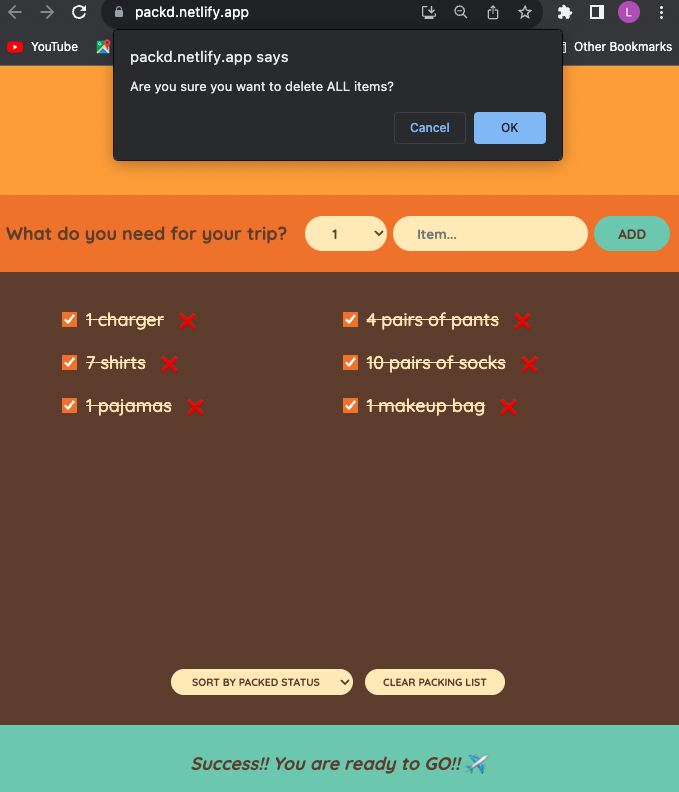 packd.netlify.app
L
YouTube
Other Bookmarks
packd.netlify.app says
Are you sure you want to delete ALL items?
Cancel
OK
What do you need for your trip?
1
Item...
ADD
1 charger
4 pairs of pants
7 shirts
10 pairs of socks
1 pajamas
1 makeup bag
SORT BY PACKED STATUS
CLEAR PACKING LIST
Success!! You are ready to GO!! ✈️